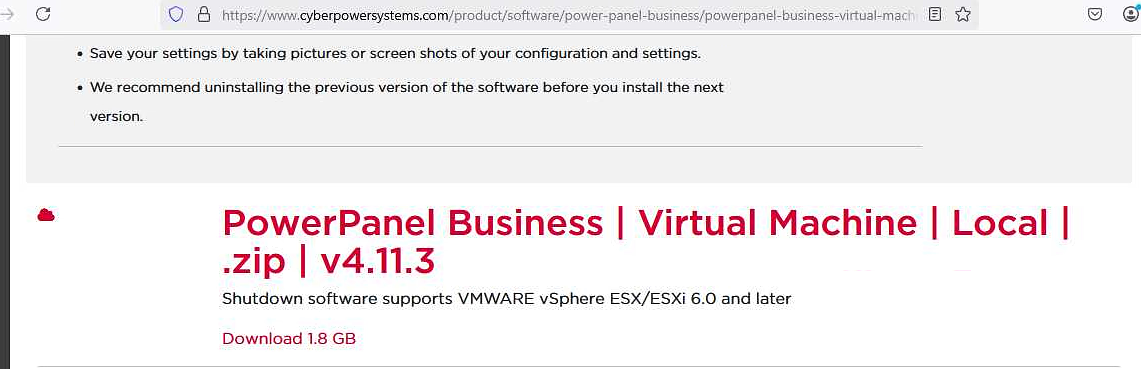 https://www.cyberpowersystems.com/product/software/power-panel-business/powerpanel-business-virtual-mach
• Save your settings by taking pictures or screen shots of your configuration and settings.
• We recommend uninstalling the previous version of the software before you install the next
version.
PowerPanel Business | Virtual Machine | Local |
.zip | v4.11.3
Shutdown software supports VMWARE vSphere ESX/ESXi 6.0 and later
Download 1.8 GB